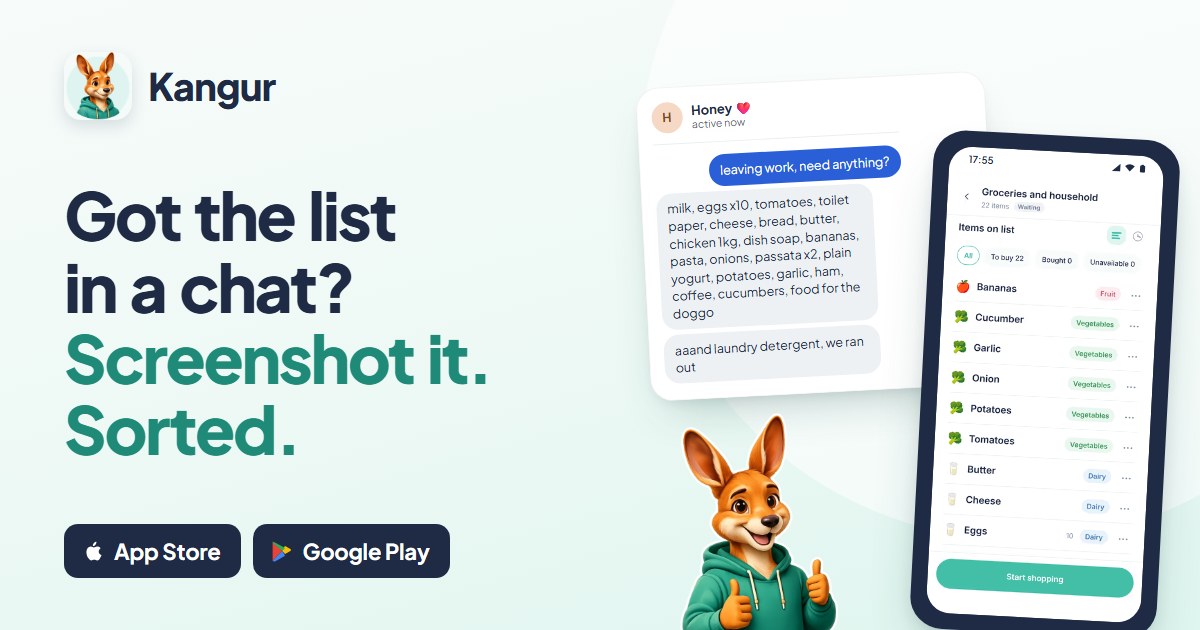 Kangur
Got the list
in a chat?
Screenshot it.
Sorted.
App Store
Google Play
H
Honey
active now
leaving work, need anything?
milk, eggs x10, tomatoes, toilet
paper, cheese, bread, butter,
chicken 1kg, dish soap, bananas,
pasta, onions, passata x2, plain
yogurt, potatoes, garlic, ham,
coffee, cucumbers, food for the
doggo
aaand laundry detergent, we ran
out
17:55
Groceries and household
22 items Waiting
Items on list
All To buy 22 Bought 0 Unavailable 0
Bananas Fruit
Cucumber Vegetables
Garlic Vegetables
Onion Vegetables
Potatoes Vegetables
Tomatoes Vegetables
Butter Dairy
Cheese Dairy
Eggs 10 Dairy
Start shopping